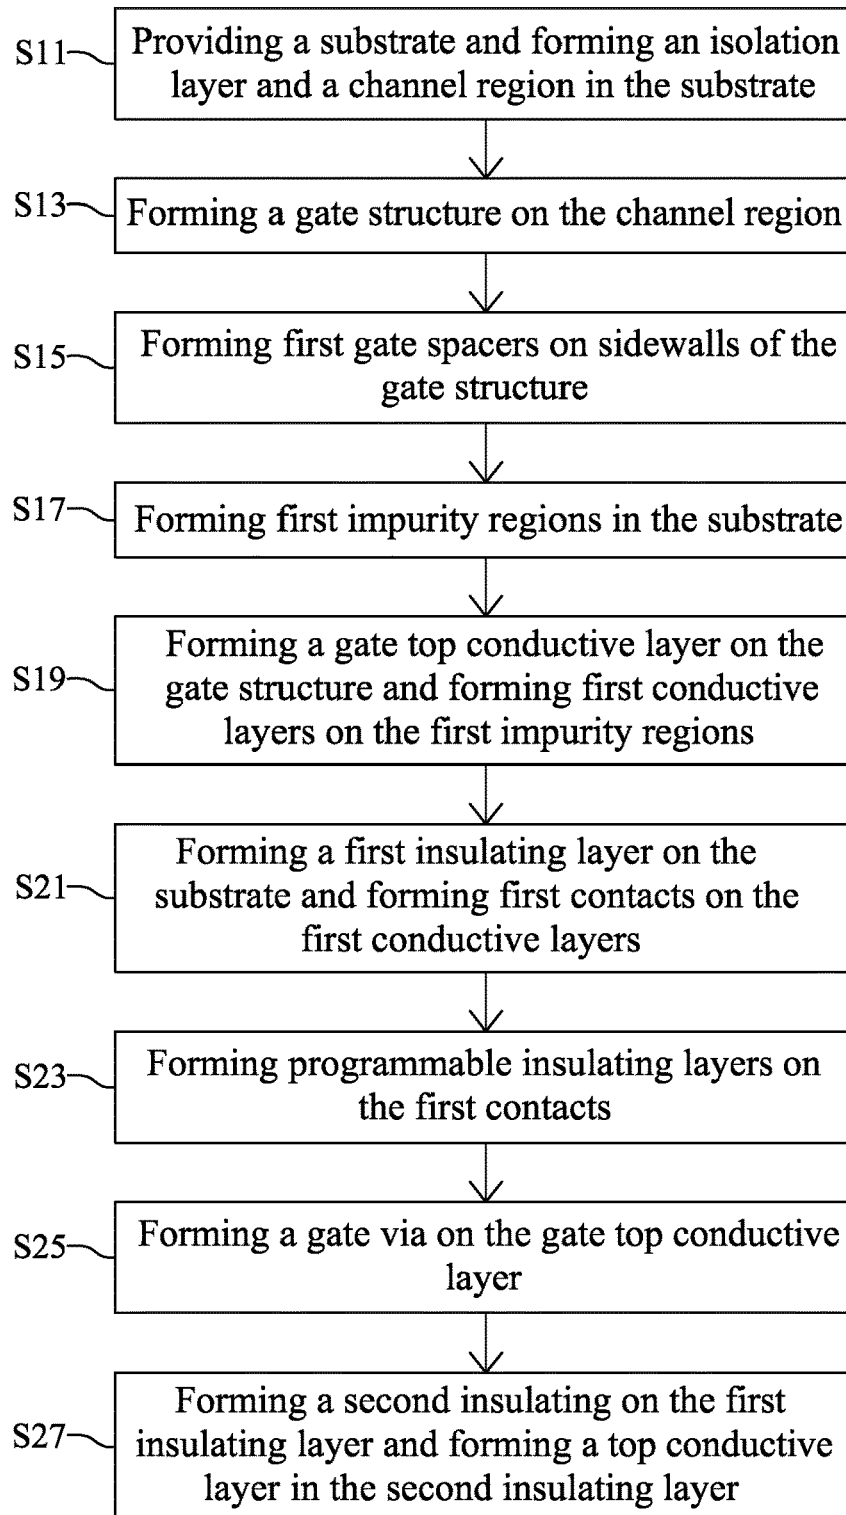 S11
Providing a substrate and forming an isolation
layer and a channel region in the substrate
S13
Forming a gate structure on the channel region
S15
Forming first gate spacers on sidewalls of the
gate structure
S17
Forming first impurity regions in the substrate
S19
Forming a gate top conductive layer on the
gate structure and forming first conductive
layers on the first impurity regions
S21
Forming a first insulating layer on the
substrate and forming first contacts on the
first conductive layers
S23
Forming programmable insulating layers on
the first contacts
S25
Forming a gate via on the gate top conductive
layer
S27
Forming a second insulating on the first
insulating layer and forming a top conductive
layer in the second insulating layer